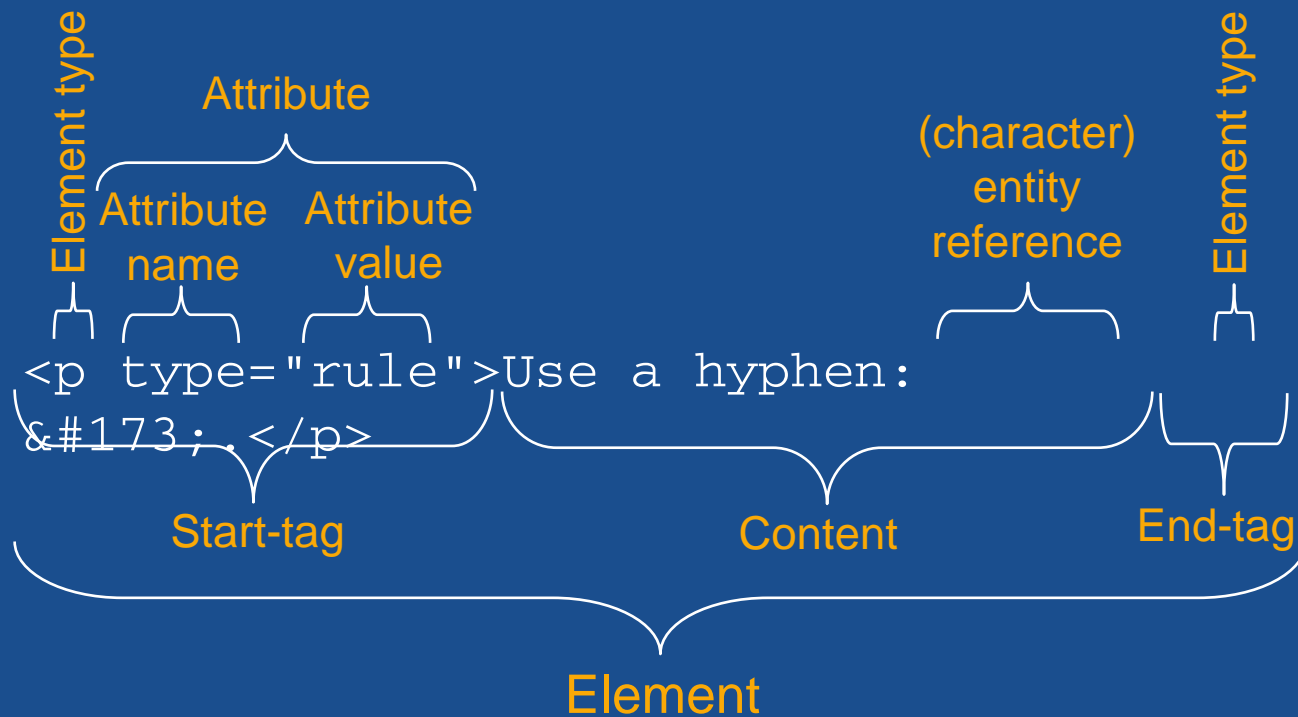 Element type
Attribute
Attribute name
Attribute value
(character)
entity
reference
Element type
<p type="rule">Use a hyphen:
&#173;.</p>
Start-tag
Content
End-tag
Element